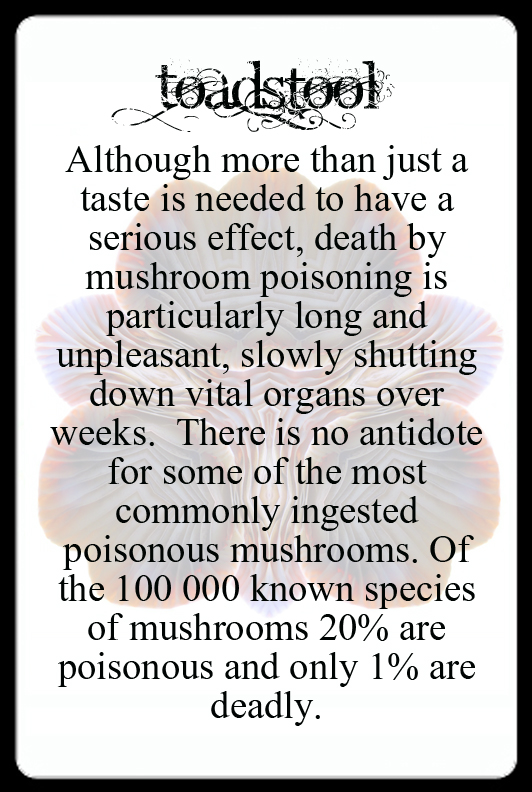 toadstool
Although more than just a
taste is needed to have a
serious effect, death by
mushroom poisoning is
particularly long and
unpleasant, slowly shutting
down vital organs over
weeks.  There is no antidote
for some of the most
commonly ingested
poisonous mushrooms. Of
the 100 000 known species
of mushrooms 20% are
poisonous and only 1% are
deadly.